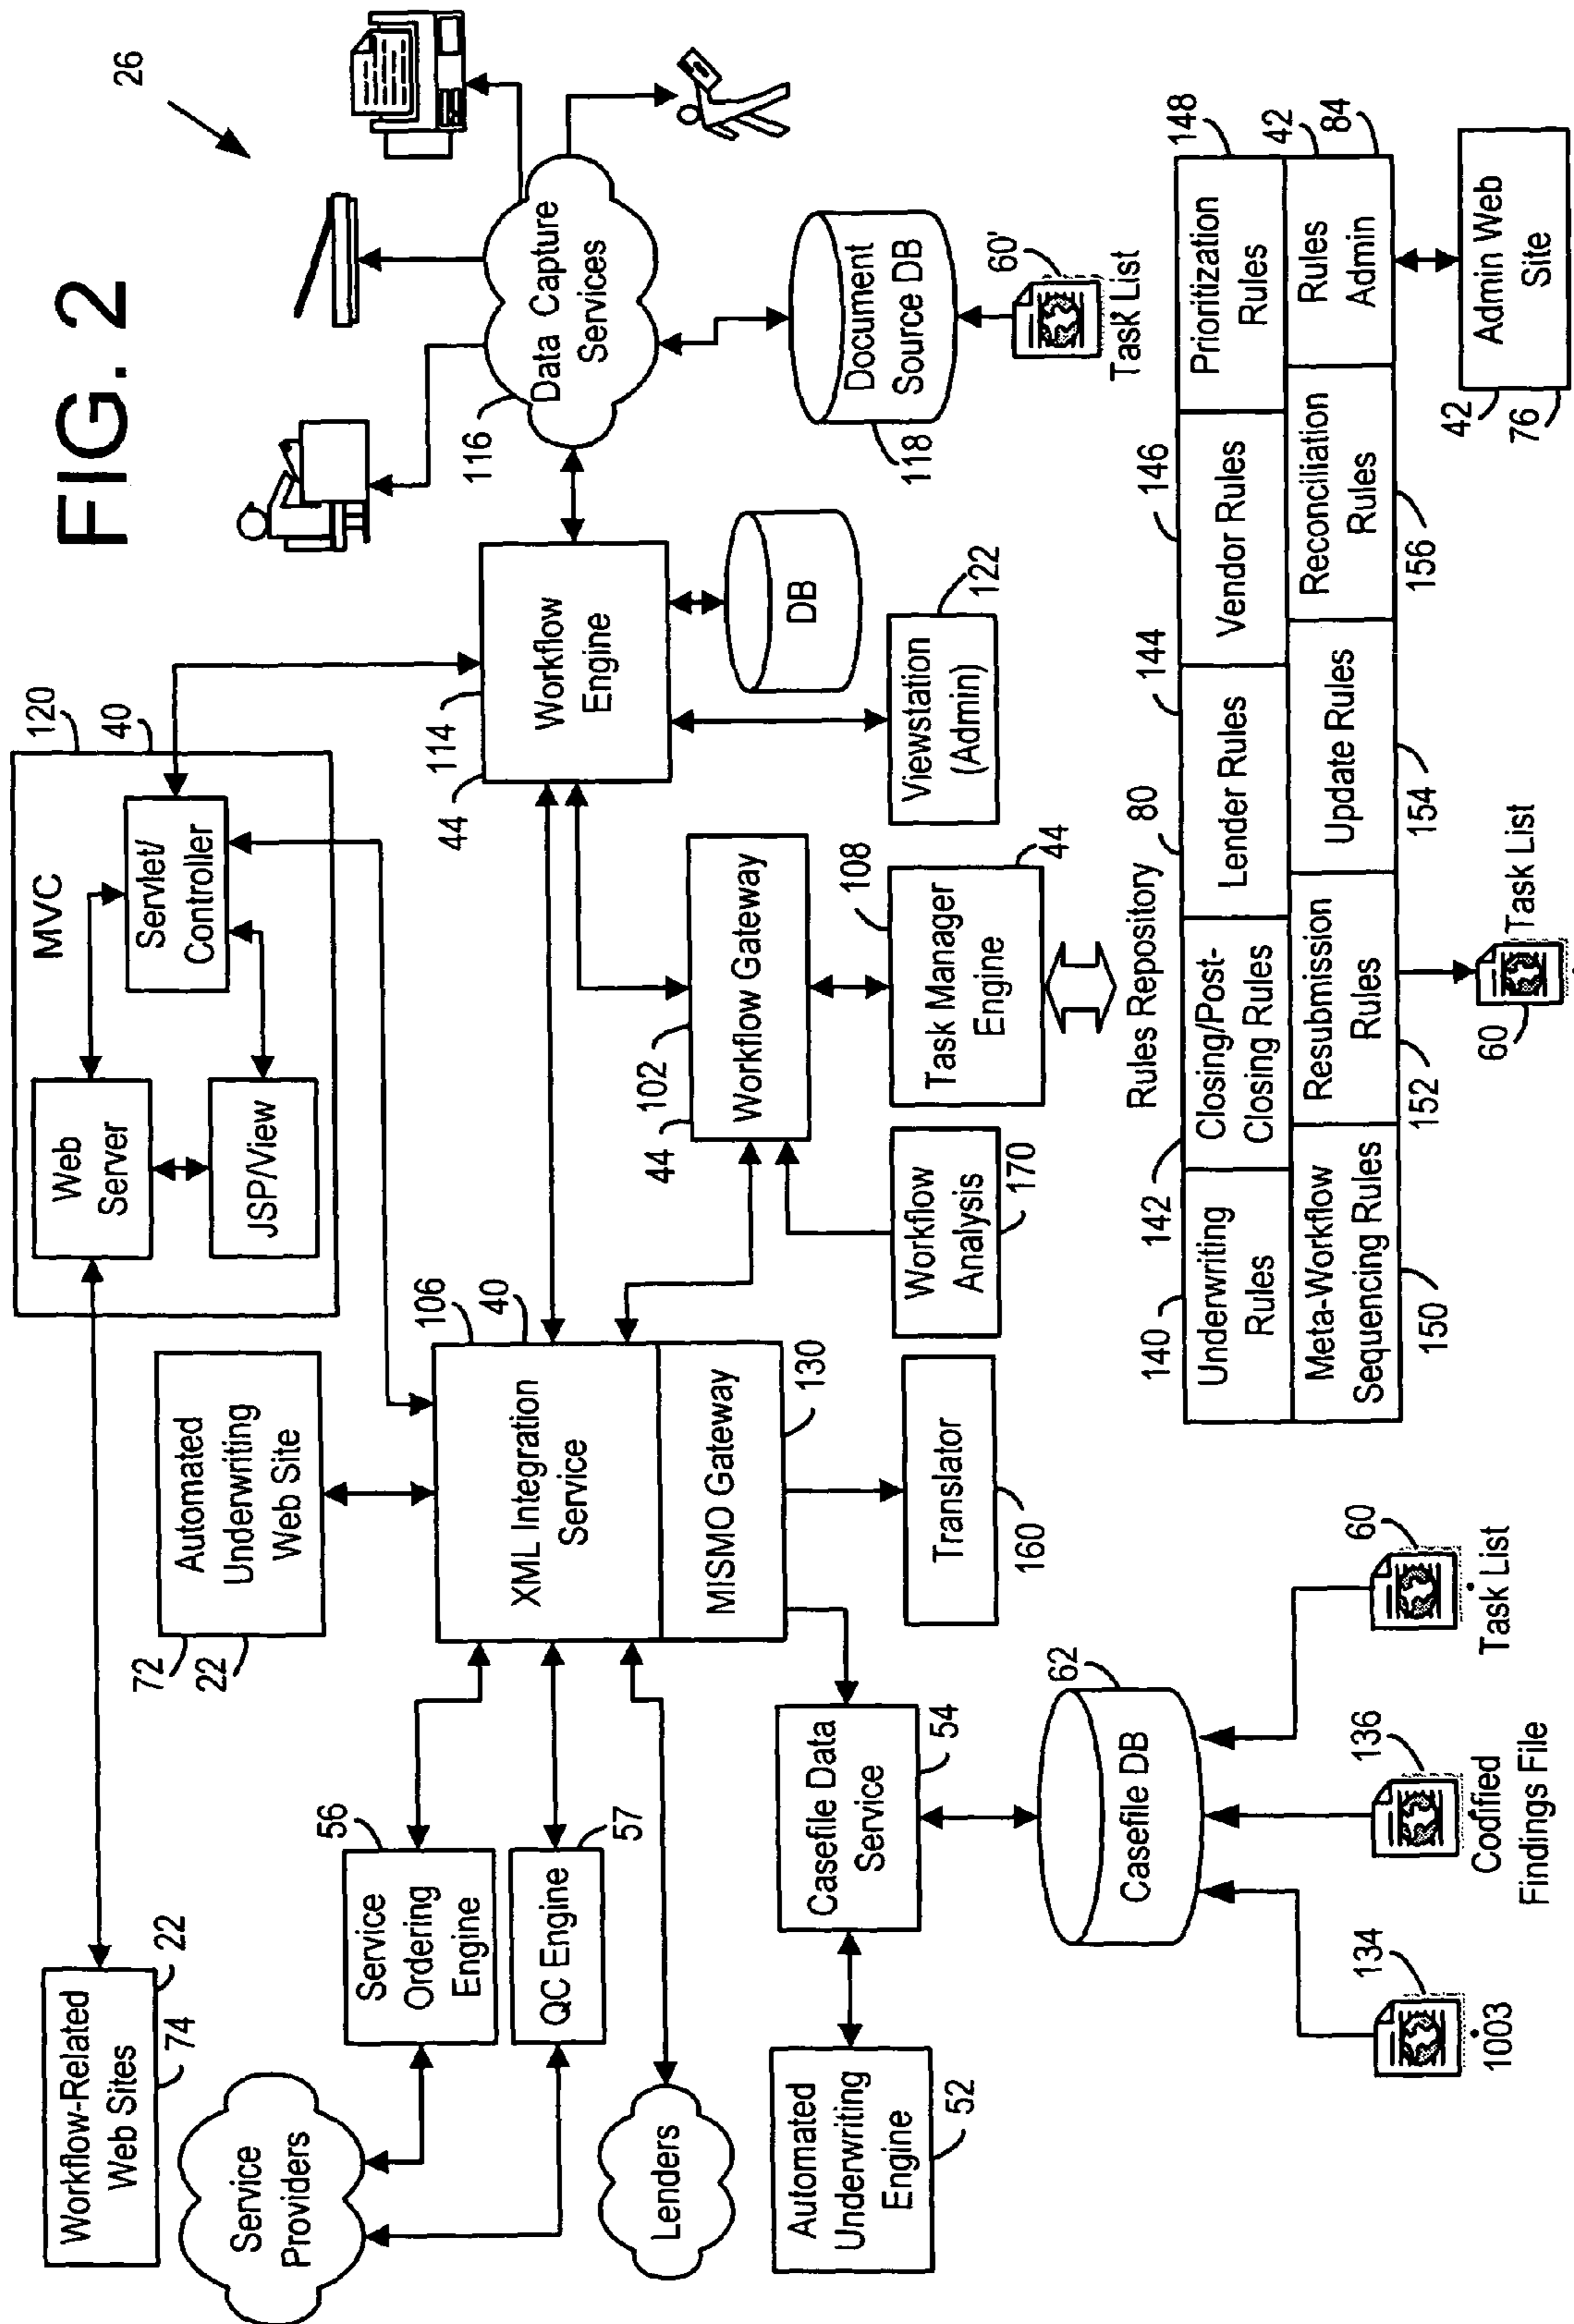 FIG. 2
26
Workflow-Related
Web Sites
22
74
Service
Providers
Lenders
Automated
Underwriting
Engine
52
Service
Ordering
Engine
56
QC Engine
57
72
22
Automated
Underwriting
Web Site
120
40
MVC
Web
Server
JSP/View
Servlet/
Controller
106
40
XML Integration
Service
MISMO Gateway
130
Translator
160
Casefile Data
Service
54
Casefile DB
62
134
1003
136
Codified
Findings File
60
Task List
44
114
Workflow
Engine
DB
Viewstation
(Admin)
122
44
102
Workflow Gateway
Workflow
Analysis
170
108
Task Manager
Engine
44
116
Data Capture
Services
Document
Source DB
118
60'
Task List
Rules Repository
80
140
Underwriting
Rules
142
Closing/Post-
Closing Rules
144
Lender Rules
146
Vendor Rules
148
Prioritization
Rules
Meta-Workflow
Sequencing Rules
150
Resubmission
Rules
152
Update Rules
154
Reconciliation
Rules
156
Rules
Admin
42
84
60
Task List
Admin Web
Site
42
76